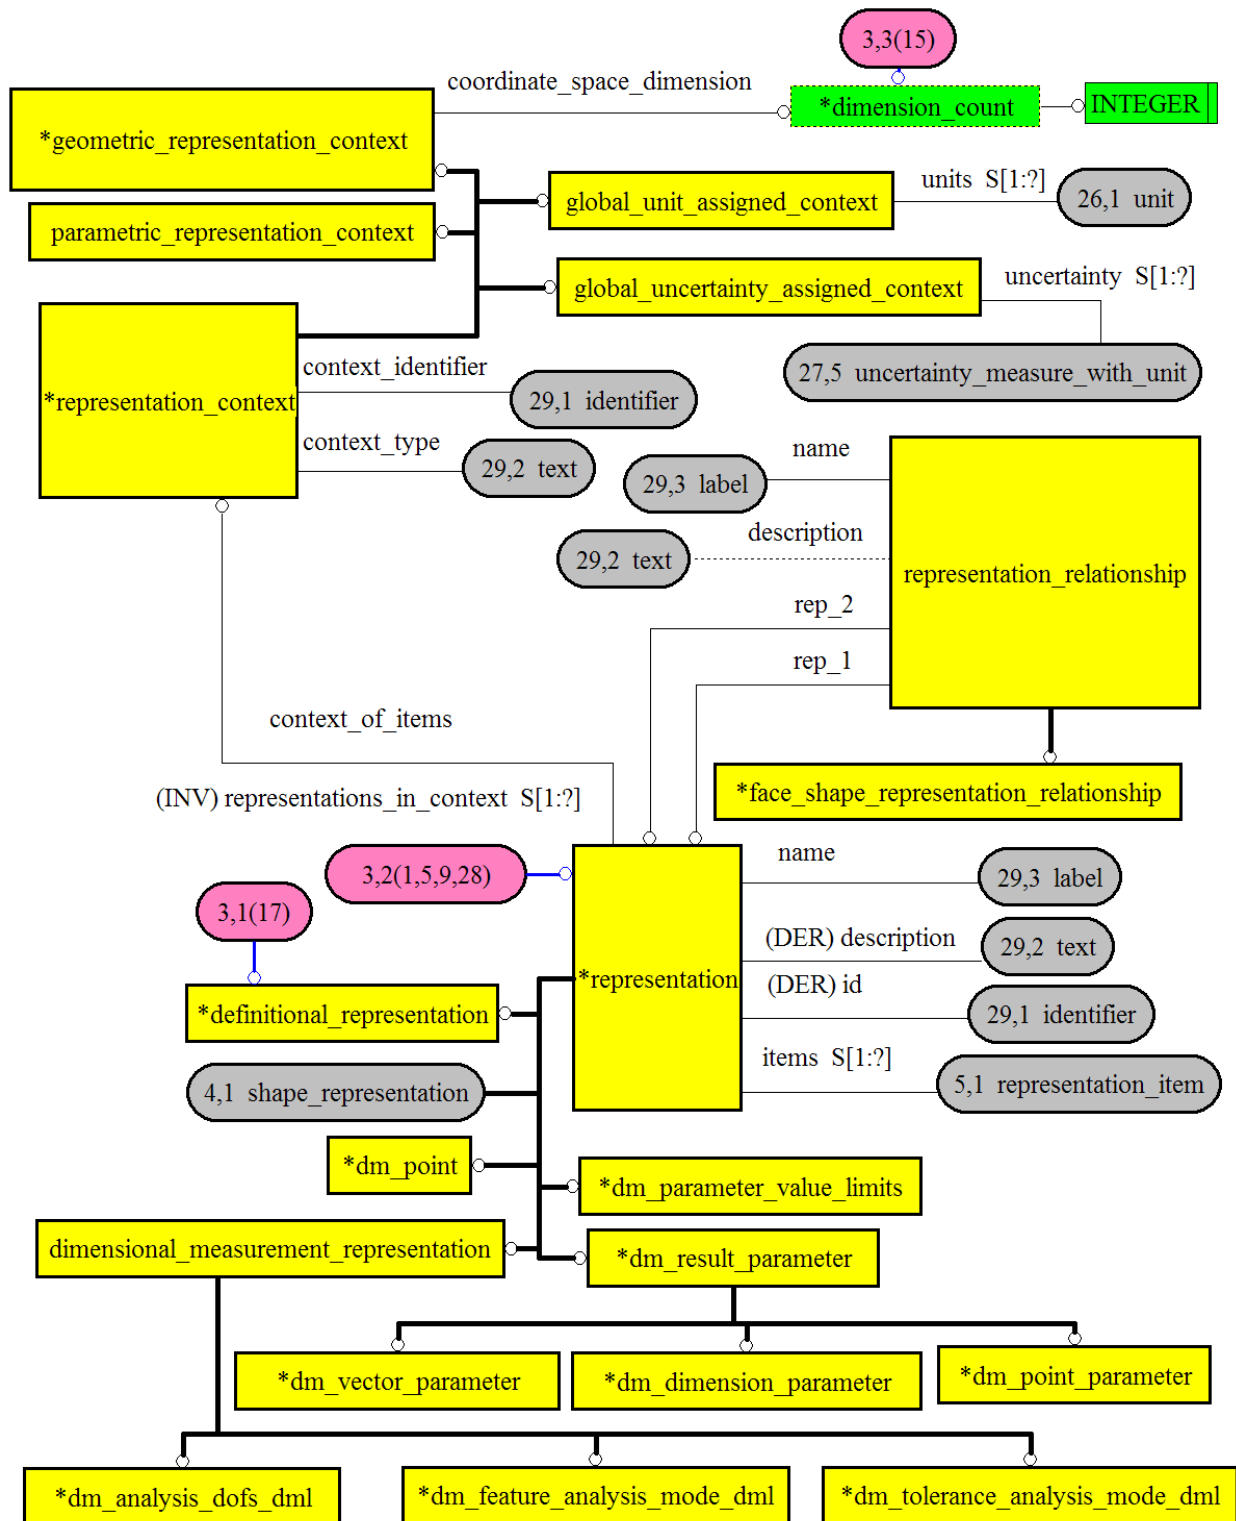 3,3(15)
coordinate_space_dimension
*dimension_count
INTEGER
*geometric_representation_context
units S[1:?]
global_unit_assigned_context
26,1 unit
parametric_representation_context
global_uncertainty_assigned_context
uncertainty S[1:?]
27,5 uncertainty_measure_with_unit
context_identifier
*representation_context
29,1 identifier
context_type
29,2 text
name
29,3 label
description
29,2 text
representation_relationship
rep_2
rep_1
context_of_items
*face_shape_representation_relationship
(INV) representations_in_context S[1:?]
3,2(1,5,9,28)
name
29,3 label
3,1(17)
(DER) description
29,2 text
*representation
(DER) id
*definitional_representation
29,1 identifier
items S[1:?]
4,1 shape_representation
5,1 representation_item
*dm_point
*dm_parameter_value_limits
dimensional_measurement_representation
*dm_result_parameter
*dm_vector_parameter
*dm_dimension_parameter
*dm_point_parameter
*dm_analysis_dofs_dml
*dm_feature_analysis_mode_dml
*dm_tolerance_analysis_mode_dml